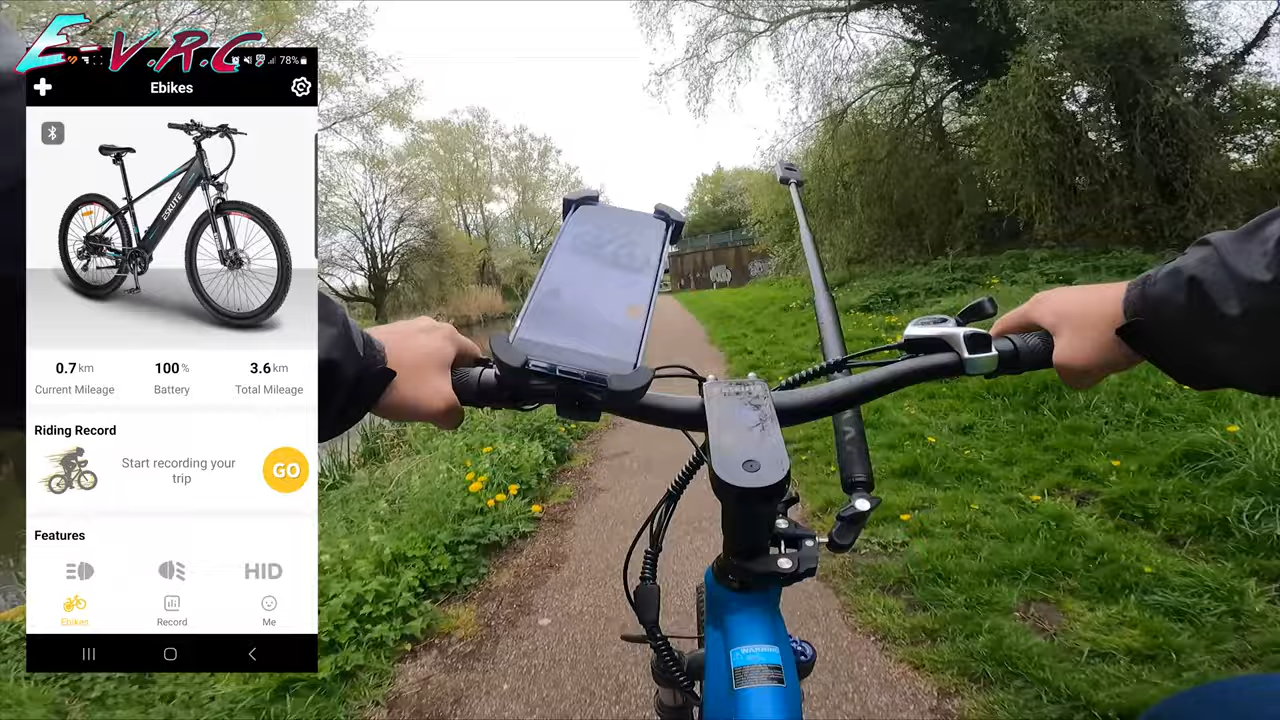 E-V.R.C.
78%
Ebikes
ESKUTE
0.7 km
100 %
3.6 km
Current Mileage
Battery
Total Mileage
Riding Record
Start recording your
trip
GO
Features
HID
Ebikes
Record
Me
WARNING